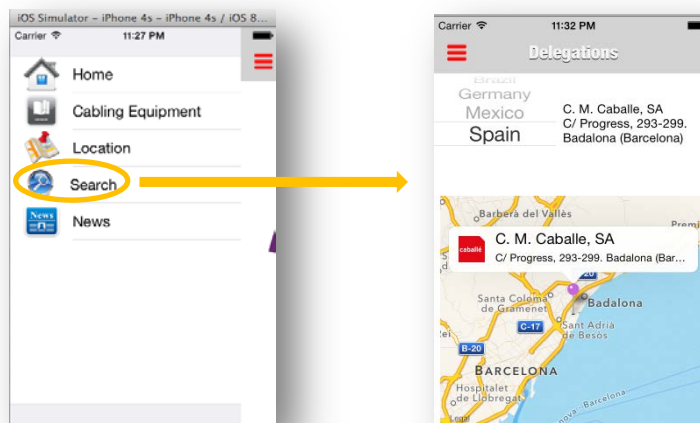 iOS Simulator – iPhone 4s – iPhone 4s / iOS 8...
Carrier 11:27 PM
Home
Cabling Equipment
Location
Search
News
News
Carrier 11:32 PM
Delegations
Brazil
Germany
Mexico
Spain
C. M. Caballe, SA
C/ Progress, 293-299.
Badalona (Barcelona)
Barberà del Vallès
Premi
caballé
C. M. Caballe, SA
C/ Progress, 293-299. Badalona (Bar...
Santa Coloma
de Gramenet
Badalona
C-17
Sant Adrià
de Besòs
B-20
BARCELONA
Hospitalet
de Llobregat
Barcelona